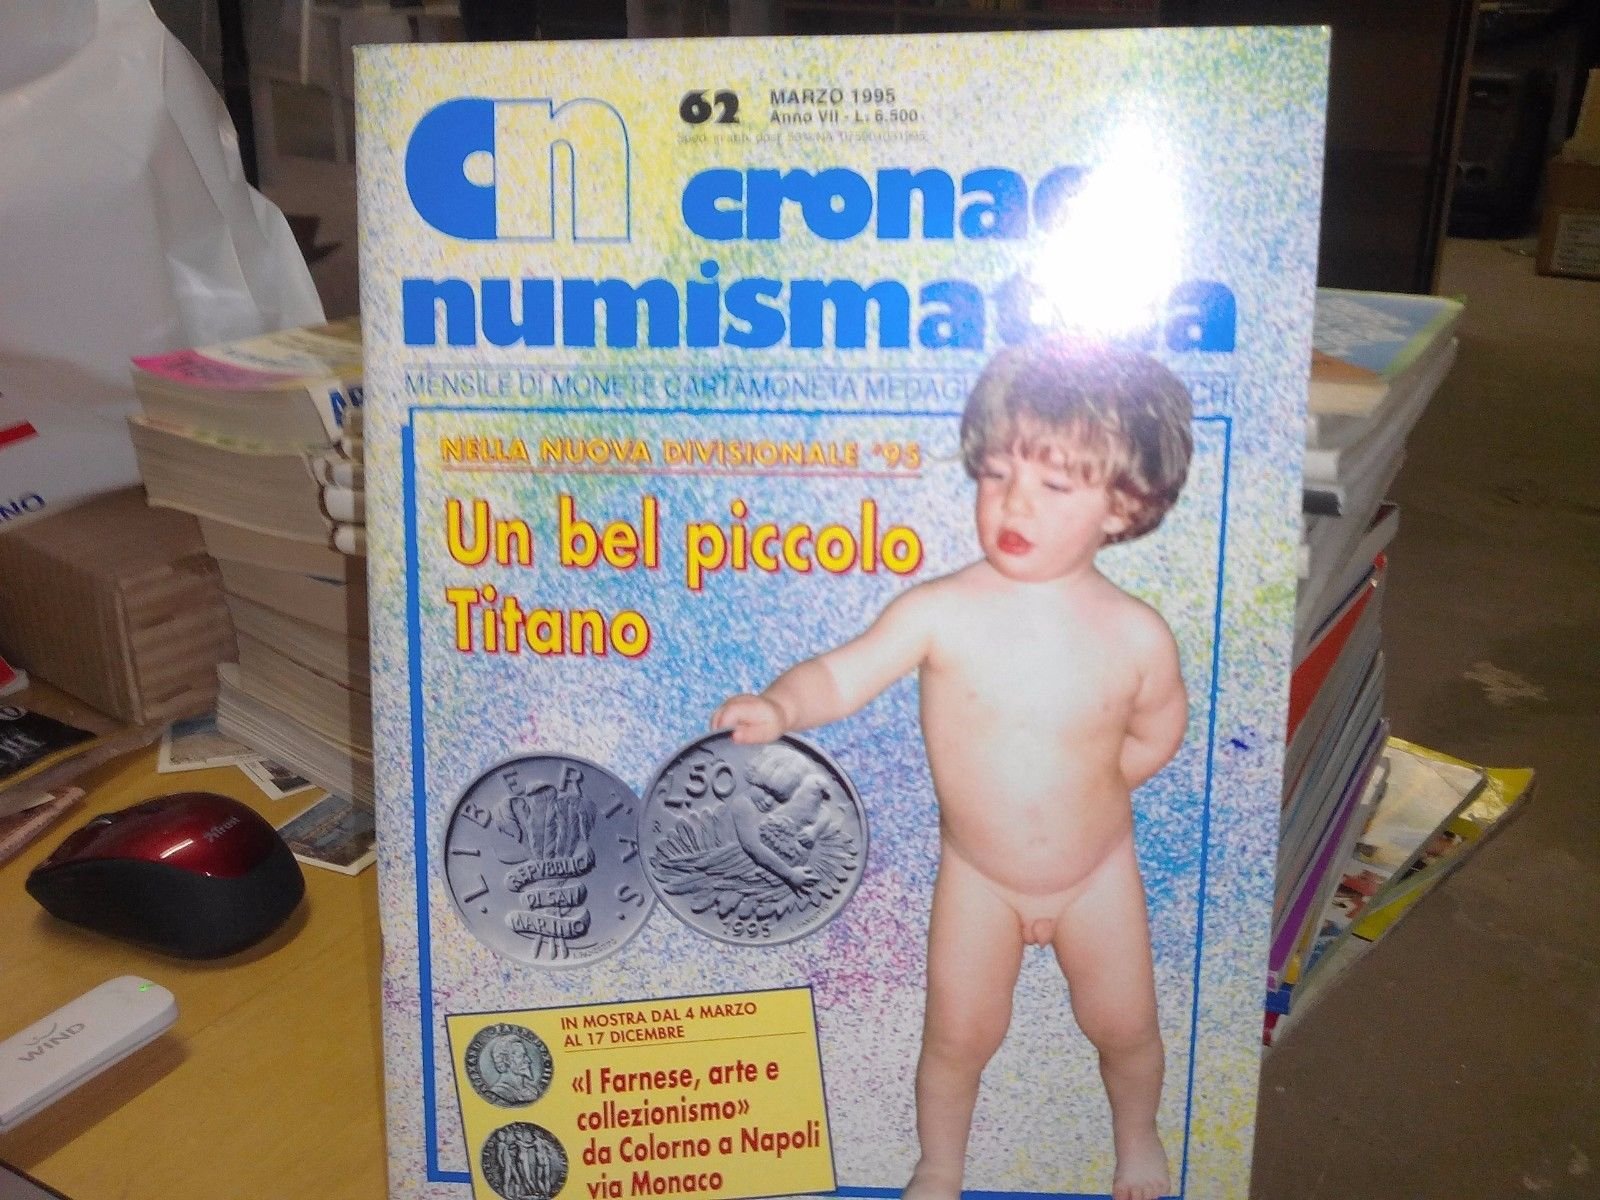 cn
62 MARZO 1995
Anno VII - L. 6.500
cronac
numismatica
MENSILE DI MONETE CARTAMONETA MEDAGL
NELLA NUOVA DIVISIONALE '95
Un bel piccolo
Titano
LIBERTAS
REPVBBLICA
DI SAN
MARINO
L.50
1995
IN MOSTRA DAL 4 MARZO
AL 17 DICEMBRE
«I Farnese, arte e
collezionismo»
da Colorno a Napoli
via Monaco
Trust
WIND